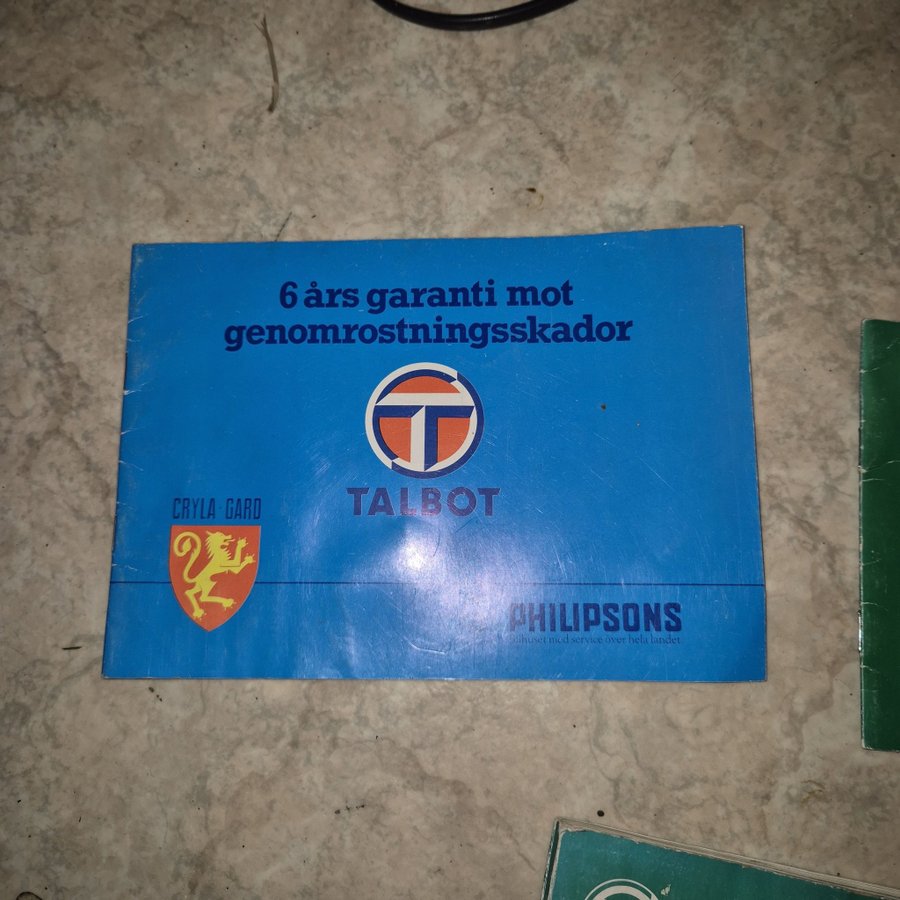 6 års garanti mot
genomrostningsskador
TALBOT
CRYLA-GARD
PHILIPSONS
bilhuset med service över hela landet